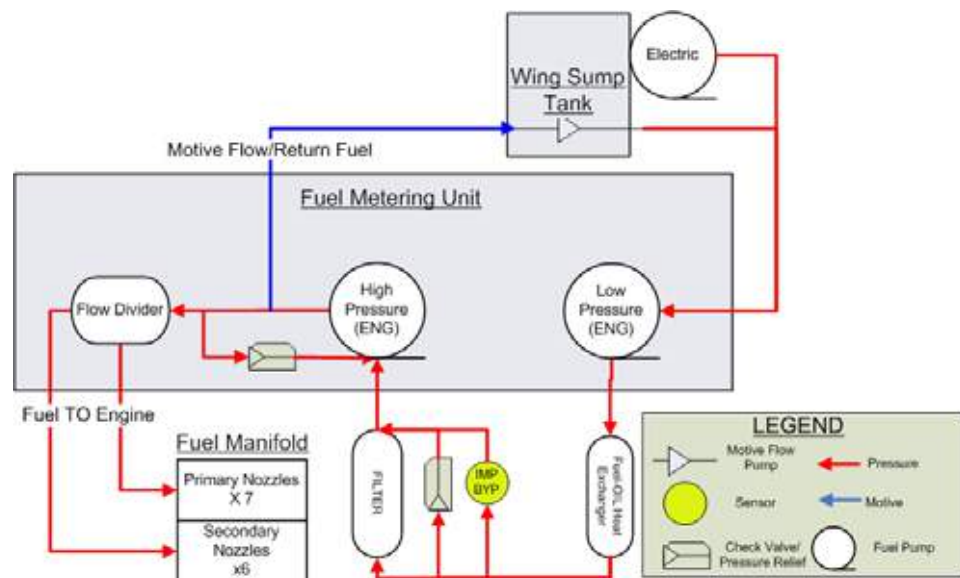 Electric
Wing Sump
Tank
Motive Flow/Return Fuel
Fuel Metering Unit
High
Pressure
(ENG)
Low
Pressure
(ENG)
Flow Divider
Fuel TO Engine
Fuel Manifold
Primary Nozzles
X 7
Secondary
Nozzles
x6
FILTER
IMP
BYP
Fuel-OIL Heat
Exchanger
LEGEND
Motive Flow
Pump
Pressure
Sensor
Motive
Check Valve/
Pressure Relief
Fuel Pump